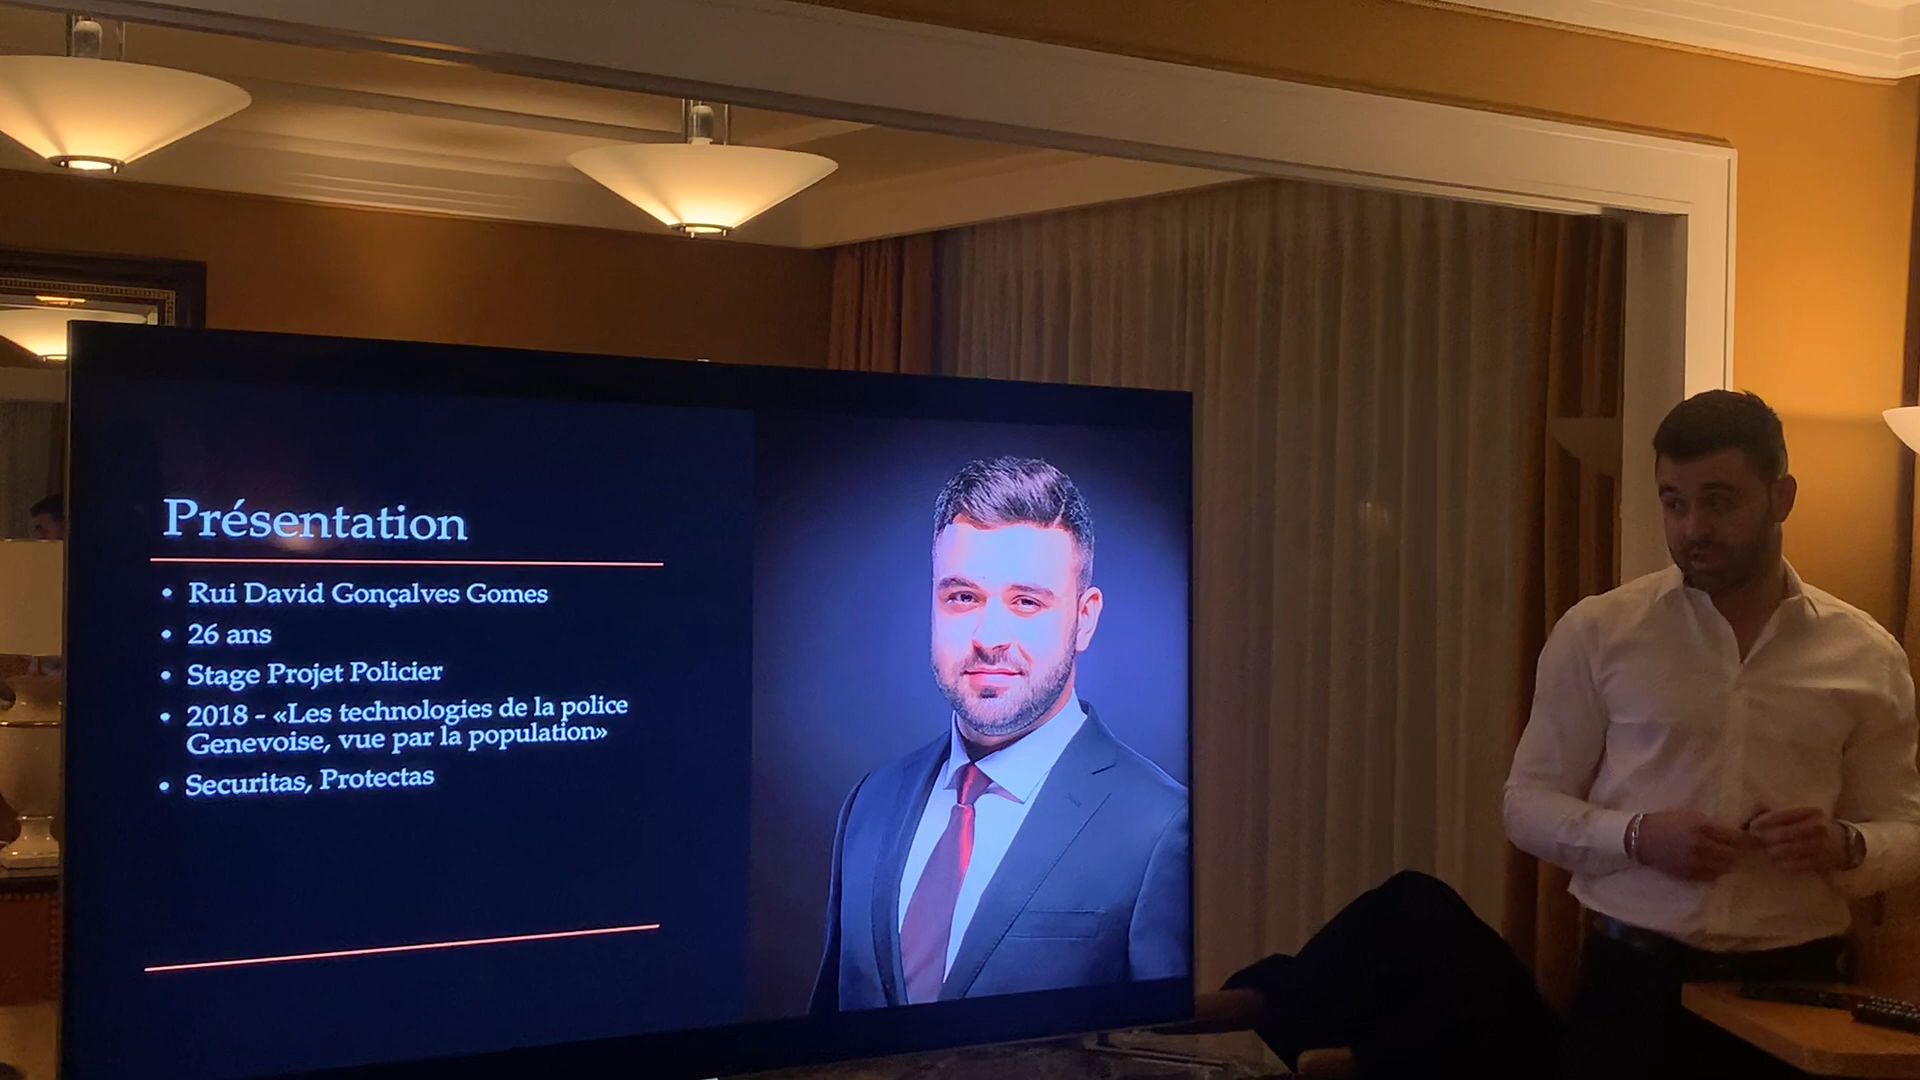 Présentation
• Rui David Gonçalves Gomes
• 26 ans
• Stage Projet Policier
• 2018 - «Les technologies de la police
Genevoise, vue par la population»
• Securitas, Protectas